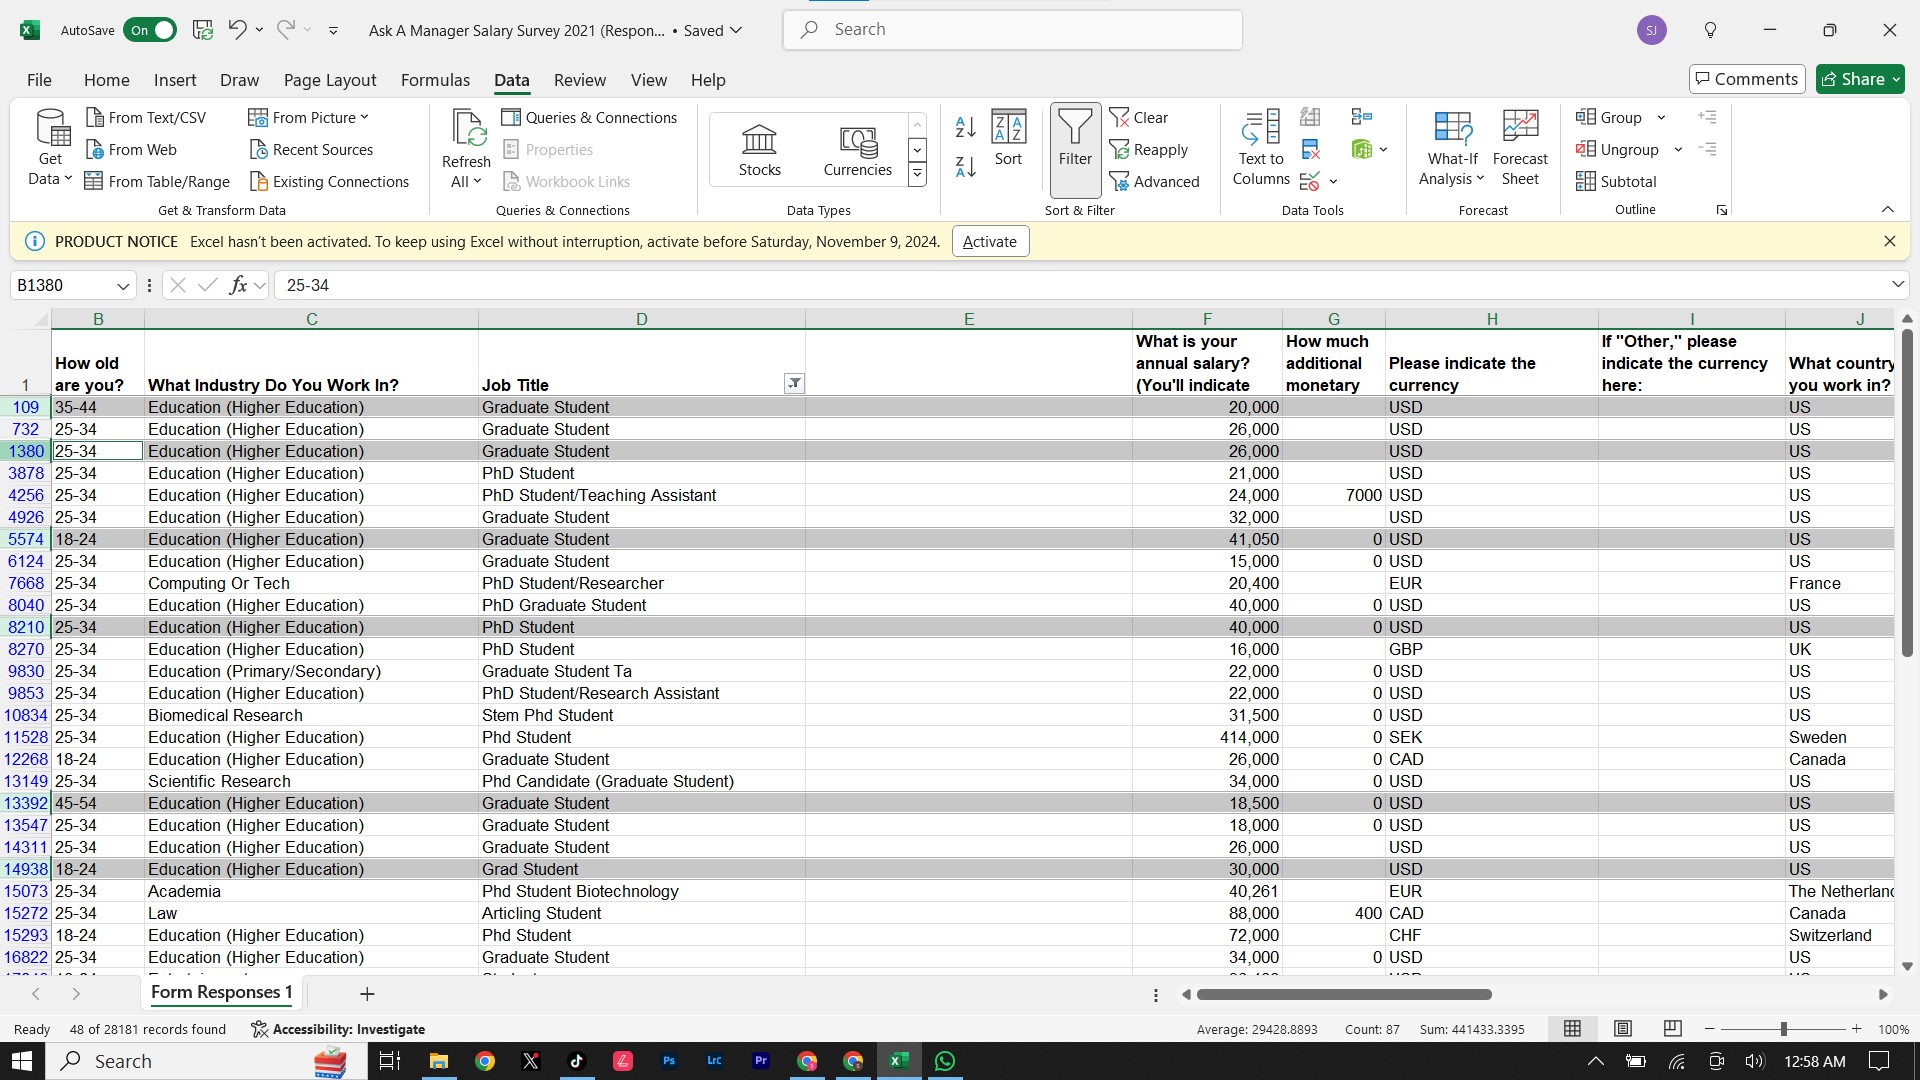 AutoSave On Ask A Manager Salary Survey 2021 (Respon... • Saved Search SJ
File Home Insert Draw Page Layout Formulas Data Review View Help Comments Share
Get Data From Text/CSV From Web From Table/Range From Picture Recent Sources Existing Connections
Refresh All Queries & Connections Properties Workbook Links
Stocks Currencies
Sort Filter Clear Reapply Advanced
Text to Columns
What-If Analysis Forecast Sheet
Group Ungroup Subtotal
Get & Transform Data Queries & Connections Data Types Sort & Filter Data Tools Forecast Outline
PRODUCT NOTICE Excel hasn't been activated. To keep using Excel without interruption, activate before Saturday, November 9, 2024. Activate
B1380 fx 25-34
B C D E F G H I J
1 How old are you? What Industry Do You Work In? Job Title What is your annual salary? (You'll indicate How much additional monetary Please indicate the currency If "Other," please indicate the currency here: What country you work in?
109 35-44 Education (Higher Education) Graduate Student 20,000 USD US
732 25-34 Education (Higher Education) Graduate Student 26,000 USD US
1380 25-34 Education (Higher Education) Graduate Student 26,000 USD US
3878 25-34 Education (Higher Education) PhD Student 21,000 USD US
4256 25-34 Education (Higher Education) PhD Student/Teaching Assistant 24,000 7000 USD US
4926 25-34 Education (Higher Education) Graduate Student 32,000 USD US
5574 18-24 Education (Higher Education) Graduate Student 41,050 0 USD US
6124 25-34 Education (Higher Education) Graduate Student 15,000 0 USD US
7668 25-34 Computing Or Tech PhD Student/Researcher 20,400 EUR France
8040 25-34 Education (Higher Education) PhD Graduate Student 40,000 0 USD US
8210 25-34 Education (Higher Education) PhD Student 40,000 0 USD US
8270 25-34 Education (Higher Education) PhD Student 16,000 GBP UK
9830 25-34 Education (Primary/Secondary) Graduate Student Ta 22,000 0 USD US
9853 25-34 Education (Higher Education) PhD Student/Research Assistant 22,000 0 USD US
10834 25-34 Biomedical Research Stem Phd Student 31,500 0 USD US
11528 25-34 Education (Higher Education) Phd Student 414,000 0 SEK Sweden
12268 18-24 Education (Higher Education) Graduate Student 26,000 0 CAD Canada
13149 25-34 Scientific Research Phd Candidate (Graduate Student) 34,000 0 USD US
13392 45-54 Education (Higher Education) Graduate Student 18,500 0 USD US
13547 25-34 Education (Higher Education) Graduate Student 18,000 0 USD US
14311 25-34 Education (Higher Education) Graduate Student 26,000 USD US
14938 18-24 Education (Higher Education) Grad Student 30,000 USD US
15073 25-34 Academia Phd Student Biotechnology 40,261 EUR The Netherlanc
15272 25-34 Law Articling Student 88,000 400 CAD Canada
15293 18-24 Education (Higher Education) Phd Student 72,000 CHF Switzerland
16822 25-34 Education (Higher Education) Graduate Student 34,000 0 USD US
Form Responses 1
Ready 48 of 28181 records found Accessibility: Investigate Average: 29428.8893 Count: 87 Sum: 441433.3395 100%
Search Ps LrC Pr 12:58 AM